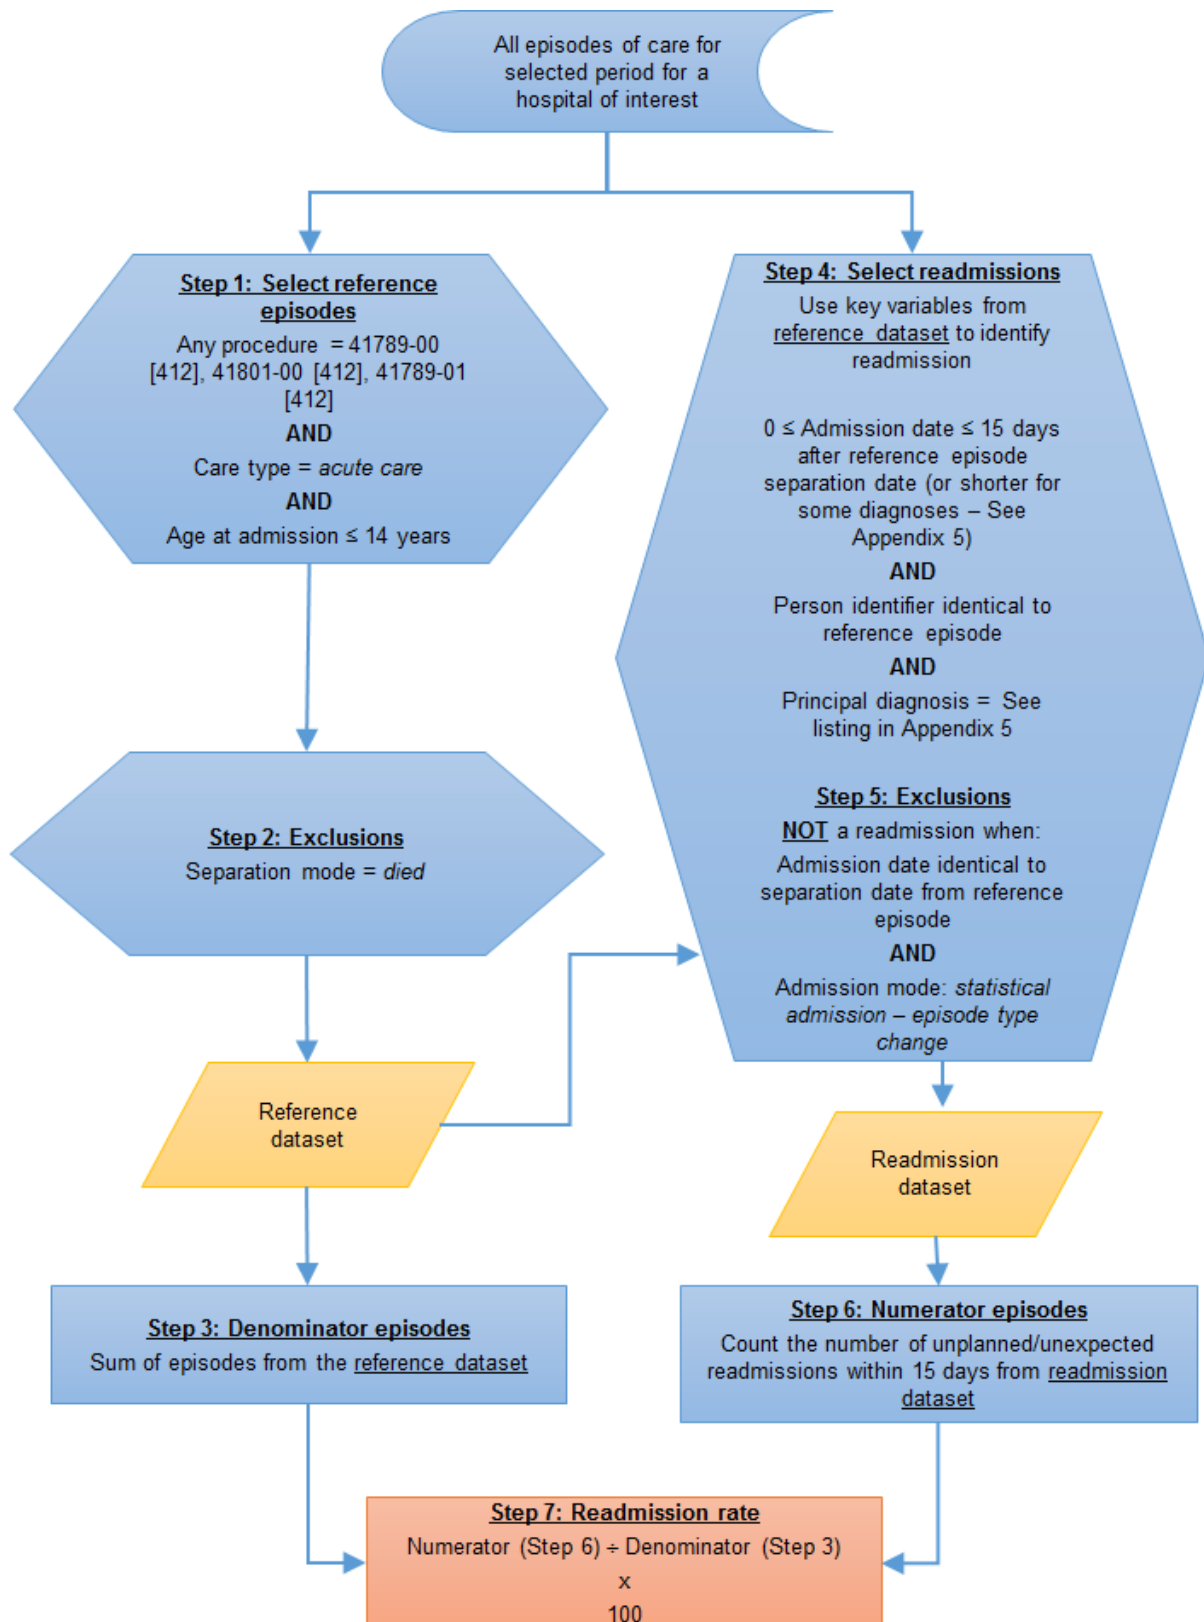 All episodes of care for
selected period for a
hospital of interest
Step 1: Select reference
episodes
Any procedure = 41789-00
[412], 41801-00 [412], 41789-01
[412]
AND
Care type = acute care
AND
Age at admission ≤ 14 years
Step 2: Exclusions
Separation mode = died
Reference
dataset
Step 3: Denominator episodes
Sum of episodes from the reference dataset
Step 4: Select readmissions
Use key variables from
reference dataset to identify
readmission
0 ≤ Admission date ≤ 15 days
after reference episode
separation date (or shorter for
some diagnoses – See
Appendix 5)
AND
Person identifier identical to
reference episode
AND
Principal diagnosis = See
listing in Appendix 5
Step 5: Exclusions
NOT a readmission when:
Admission date identical to
separation date from reference
episode
AND
Admission mode: statistical
admission – episode type
change
Readmission
dataset
Step 6: Numerator episodes
Count the number of unplanned/unexpected
readmissions within 15 days from readmission
dataset
Step 7: Readmission rate
Numerator (Step 6) ÷ Denominator (Step 3)
x
100